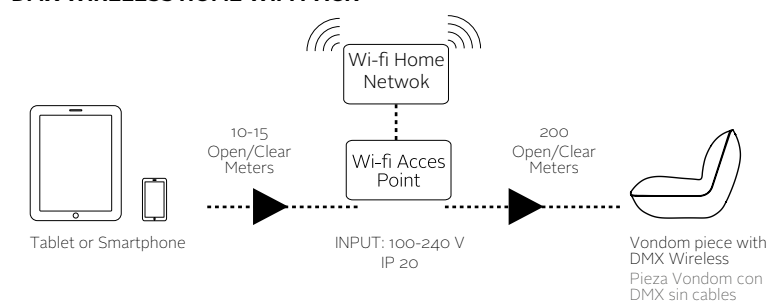 Wi-fi Home
Netwok
10-15
Open/Clear
Meters
Wi-fi Acces
Point
200
Open/Clear
Meters
Tablet or Smartphone
INPUT: 100-240 V
IP 20
Vondom piece with
DMX Wireless
Pieza Vondom con
DMX sin cables